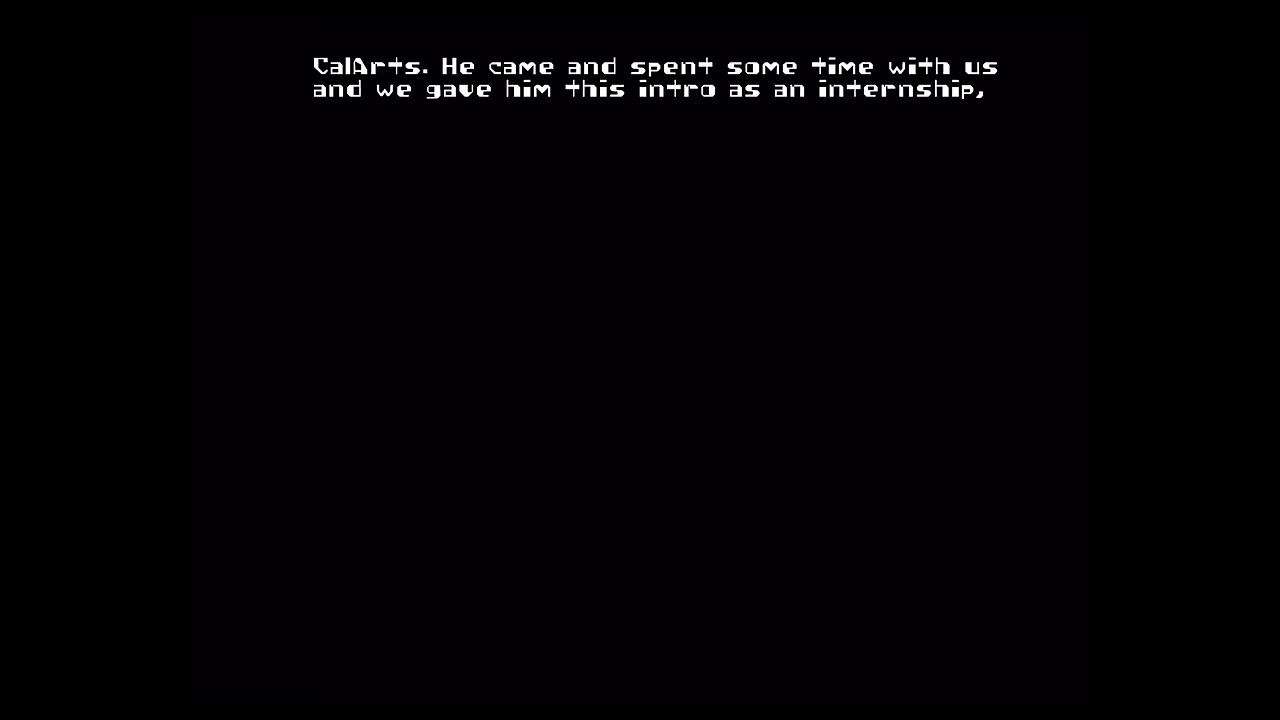 CalArts. He came and spent some time with us
and we gave him this intro as an internship,